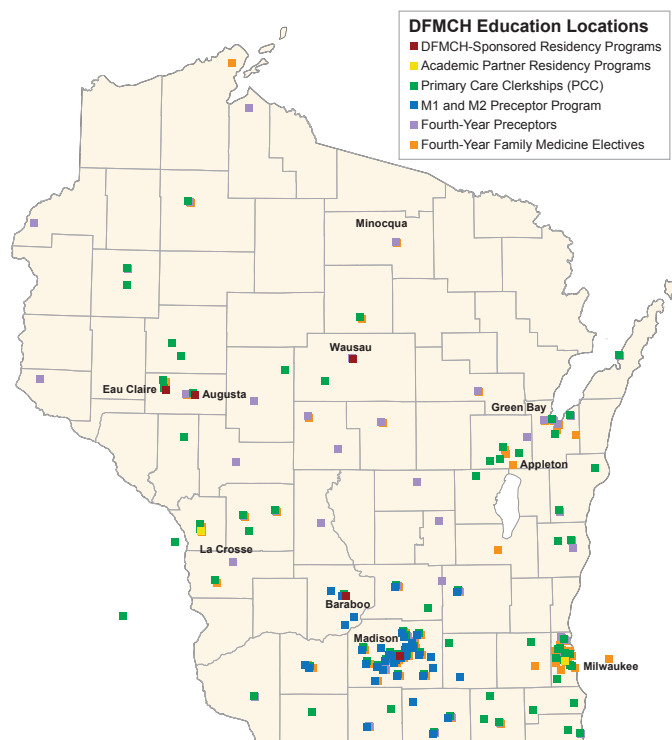 DFMCH Education Locations
DFMCH-Sponsored Residency Programs
Academic Partner Residency Programs
Primary Care Clerkships (PCC)
M1 and M2 Preceptor Program
Fourth-Year Preceptors
Fourth-Year Family Medicine Electives
Minocqua
Wausau
Eau Claire
Augusta
Green Bay
Appleton
La Crosse
Baraboo
Madison
Milwaukee